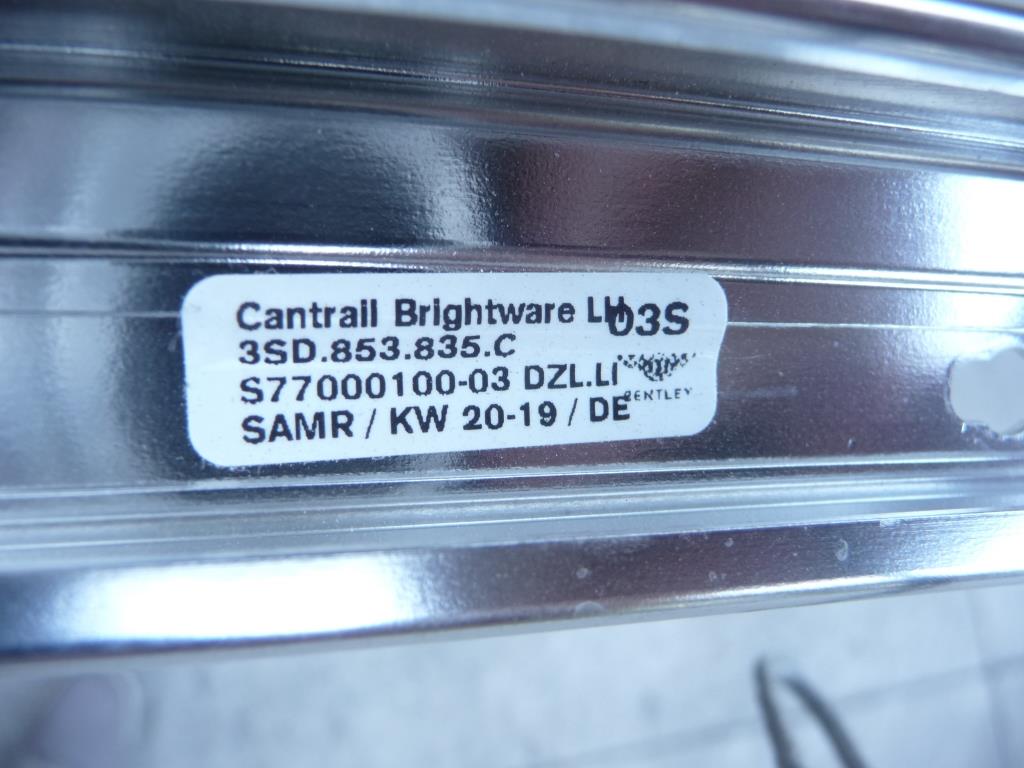 Cantrail Brightware LH 03S
3SD.853.835.C
S77000100-03 DZL.LI
BENTLEY
SAMR / KW 20-19 / DE